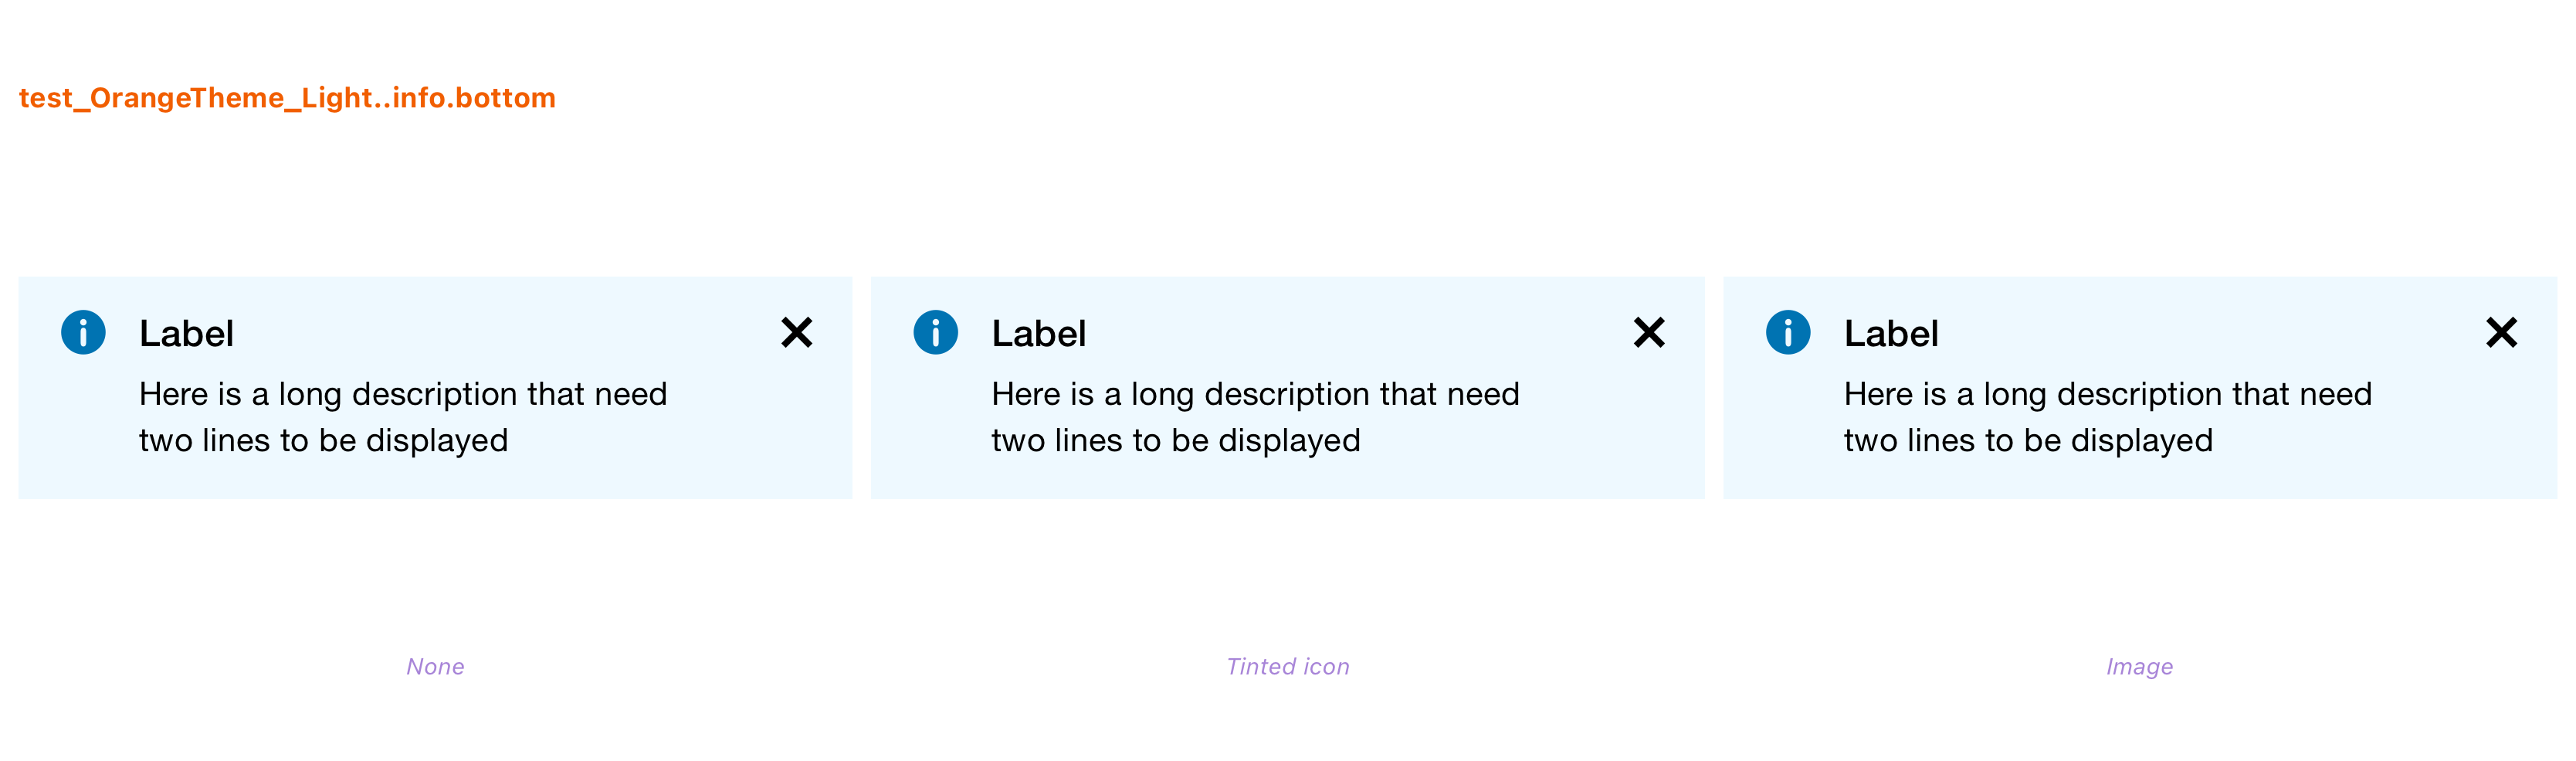 test_OrangeTheme_Light..info.bottom
Label
Here is a long description that need
two lines to be displayed
Label
Here is a long description that need
two lines to be displayed
Label
Here is a long description that need
two lines to be displayed
None
Tinted icon
Image